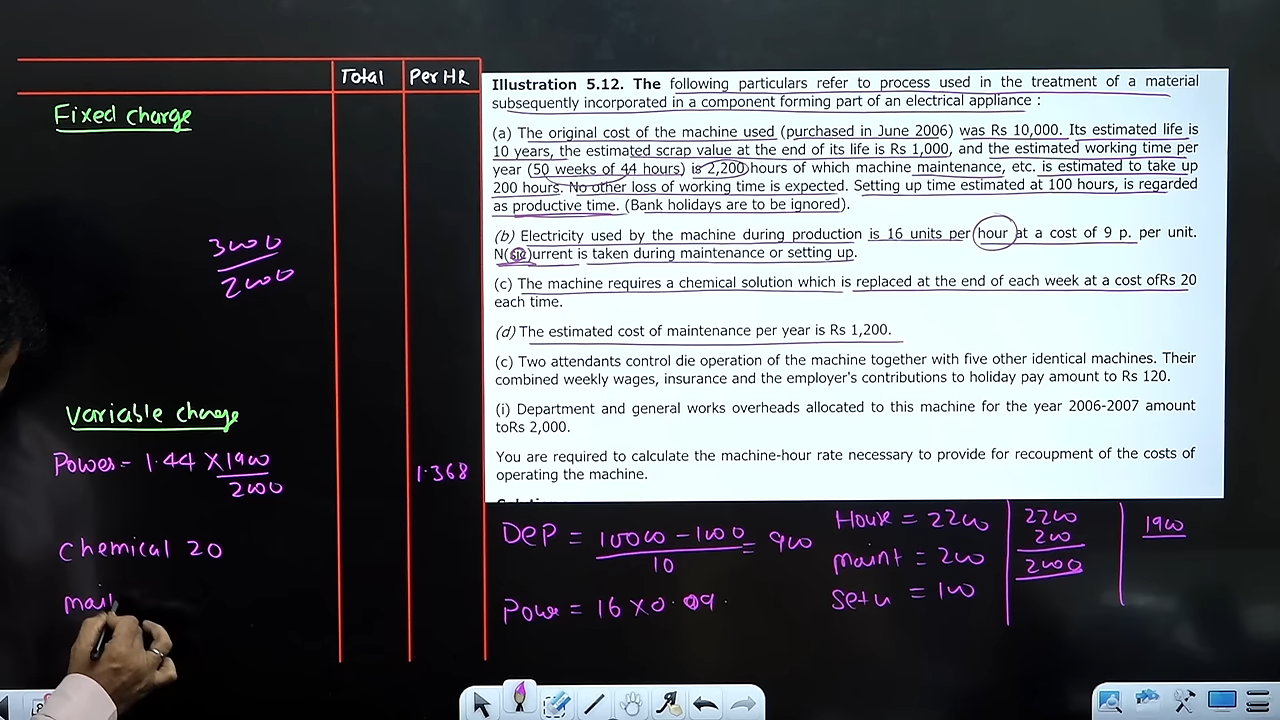 Total
Per HR
Fixed charge
3000
2000
Variable charge
Power = 1.44 X 1900
2000
1.368
Chemical 20
Illustration 5.12. The following particulars refer to process used in the treatment of a material
subsequently incorporated in a component forming part of an electrical appliance :
(a) The original cost of the machine used (purchased in June 2006) was Rs 10,000. Its estimated life is
10 years, the estimated scrap value at the end of its life is Rs 1,000, and the estimated working time per
year (50 weeks of 44 hours) is 2,200 hours of which machine maintenance, etc. is estimated to take up
200 hours. No other loss of working time is expected. Setting up time estimated at 100 hours, is regarded
as productive time. (Bank holidays are to be ignored).
(b) Electricity used by the machine during production is 16 units per hour at a cost of 9 p. per unit.
N(sic)urrent is taken during maintenance or setting up.
(c) The machine requires a chemical solution which is replaced at the end of each week at a cost ofRs 20
each time.
(d) The estimated cost of maintenance per year is Rs 1,200.
(c) Two attendants control die operation of the machine together with five other identical machines. Their
combined weekly wages, insurance and the employer's contributions to holiday pay amount to Rs 120.
(i) Department and general works overheads allocated to this machine for the year 2006-2007 amount
toRs 2,000.
You are required to calculate the machine-hour rate necessary to provide for recoupment of the costs of
operating the machine.
DEP = 10000 - 1000 = 900
10
Power = 16 X 0.09
Hours = 2200
maint = 200
setu = 100
2200
200
2000
1900